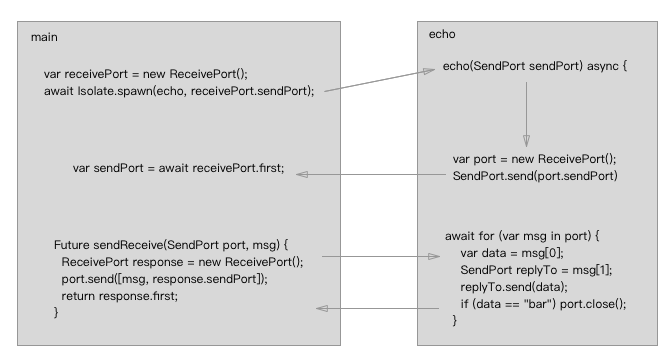 main
var receivePort = new ReceivePort();
await Isolate.spawn(echo, receivePort.sendPort);
var sendPort = await receivePort.first;
Future sendReceive(SendPort port, msg) {
ReceivePort response = new ReceivePort();
port.send([msg, response.sendPort]);
return response.first;
}
echo
echo(SendPort sendPort) async {
var port = new ReceivePort();
SendPort.send(port.sendPort)
await for (var msg in port) {
var data = msg[0];
SendPort replyTo = msg[1];
replyTo.send(data);
if (data == "bar") port.close();
}